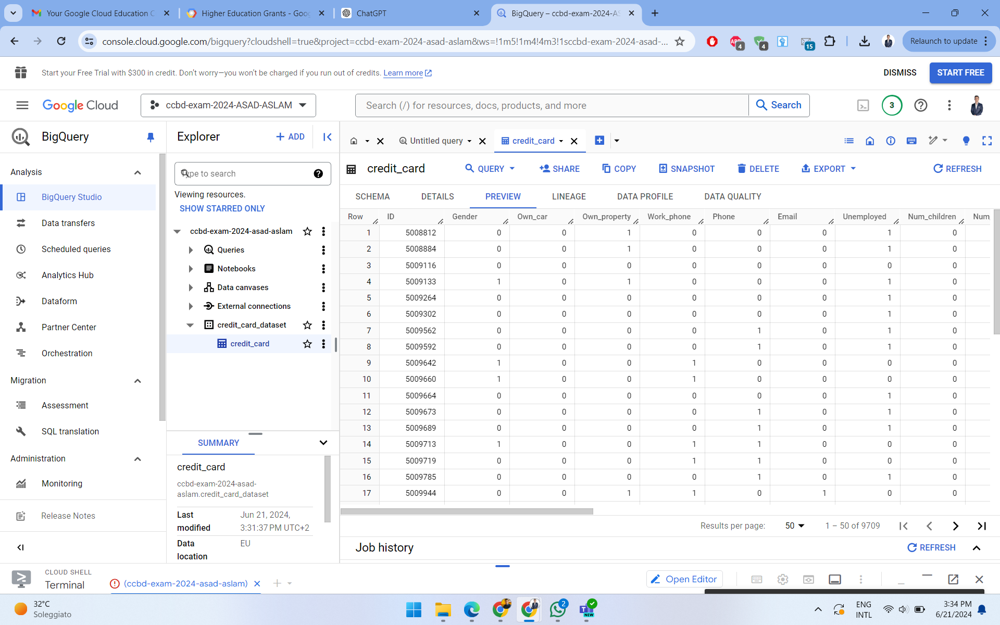 Your Google Cloud Education C
Higher Education Grants - Goog
ChatGPT
BigQuery – ccbd-exam-2024-AS
console.cloud.google.com/bigquery?cloudshell=true&project=ccbd-exam-2024-asad-aslam&ws=!1m5!1m4!4m3!1sccbd-exam-2024-asad-...
4
4
15
Relaunch to update
Start your Free Trial with $300 in credit. Don't worry—you won't be charged if you run out of credits. Learn more
DISMISS
START FREE
Google Cloud
ccbd-exam-2024-ASAD-ASLAM
Search (/) for resources, docs, products, and more
Search
3
BigQuery
Analysis
BigQuery Studio
Data transfers
Scheduled queries
Analytics Hub
Dataform
Partner Center
Orchestration
Migration
Assessment
SQL translation
Administration
Monitoring
Release Notes
Explorer
ADD
Type to search
Viewing resources.
SHOW STARRED ONLY
ccbd-exam-2024-asad-aslam
Queries
Notebooks
Data canvases
External connections
credit_card_dataset
credit_card
SUMMARY
credit_card
ccbd-exam-2024-asad-
aslam.credit_card_dataset
Last modified Jun 21, 2024, 3:31:37 PM UTC+2
Data location EU
Untitled query
credit_card
credit_card
QUERY
SHARE
COPY
SNAPSHOT
DELETE
EXPORT
REFRESH
SCHEMA DETAILS PREVIEW LINEAGE DATA PROFILE DATA QUALITY
Row ID Gender Own_car Own_property Work_phone Phone Email Unemployed Num_children Num_
1 5008812 0 0 1 0 0 0 1 0
2 5008884 0 0 1 0 0 0 1 0
3 5009116 0 0 0 0 0 0 0 0
4 5009133 1 0 1 0 0 0 1 0
5 5009264 0 0 0 0 0 0 1 0
6 5009302 0 0 0 0 0 0 1 0
7 5009562 0 0 0 0 1 0 1 0
8 5009592 0 0 0 0 1 0 1 0
9 5009642 1 0 0 1 0 0 0 0
10 5009660 1 0 0 1 0 0 0 0
11 5009664 0 0 0 0 0 0 1 0
12 5009673 0 0 0 0 1 0 1 0
13 5009689 0 0 0 0 1 0 1 0
14 5009713 1 0 0 1 1 0 0 0
15 5009719 0 0 0 1 1 0 0 0
16 5009785 0 0 0 0 1 0 1 0
17 5009944 0 0 1 1 0 1 0 0
Results per page: 50 1 – 50 of 9709
Job history
REFRESH
CLOUD SHELL
Terminal
(ccbd-exam-2024-asad-aslam)
Open Editor
32°C
Soleggiato
2
NEW
ENG
INTL
3:34 PM
6/21/2024